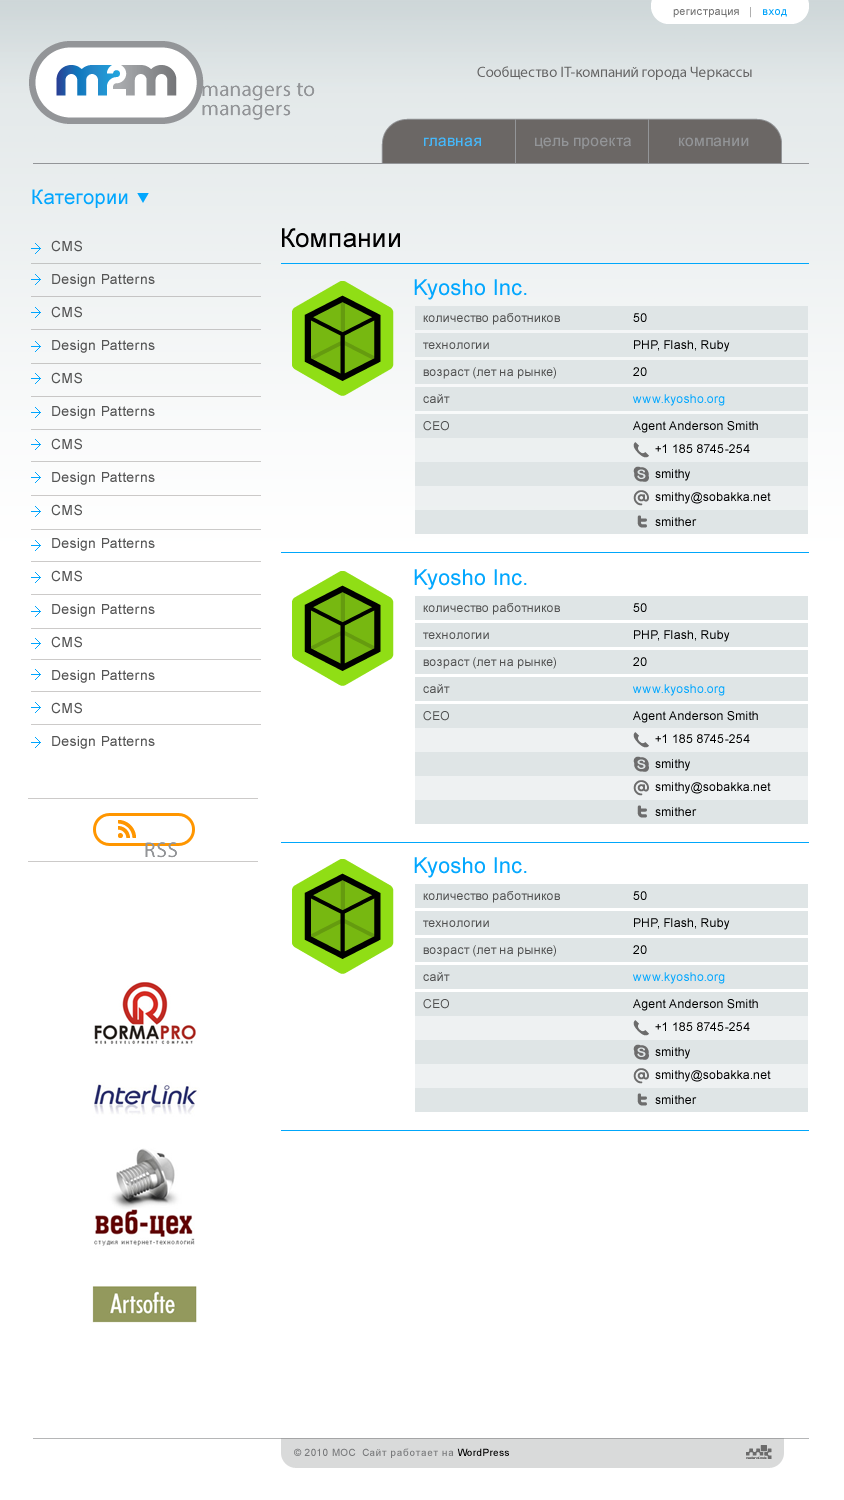 регистрация | вход
m2m
managers to
managers
Сообщество IT-компаний города Черкассы
главная
цель проекта
компании
Категории
CMS
Design Patterns
CMS
Design Patterns
CMS
Design Patterns
CMS
Design Patterns
CMS
Design Patterns
CMS
Design Patterns
CMS
Design Patterns
CMS
Design Patterns
RSS
FORMAPRO
WEB DEVELOPMENT COMPANY
InterLink
веб-цех
студия интернет-технологий
Artsofte
Компании
Kyosho Inc.
количество работников 50
технологии PHP, Flash, Ruby
возраст (лет на рынке) 20
сайт www.kyosho.org
CEO Agent Anderson Smith
+1 185 8745-254
smithy
smithy@sobakka.net
smither
Kyosho Inc.
количество работников 50
технологии PHP, Flash, Ruby
возраст (лет на рынке) 20
сайт www.kyosho.org
CEO Agent Anderson Smith
+1 185 8745-254
smithy
smithy@sobakka.net
smither
Kyosho Inc.
количество работников 50
технологии PHP, Flash, Ruby
возраст (лет на рынке) 20
сайт www.kyosho.org
CEO Agent Anderson Smith
+1 185 8745-254
smithy
smithy@sobakka.net
smither
© 2010 MOC Сайт работает на WordPress